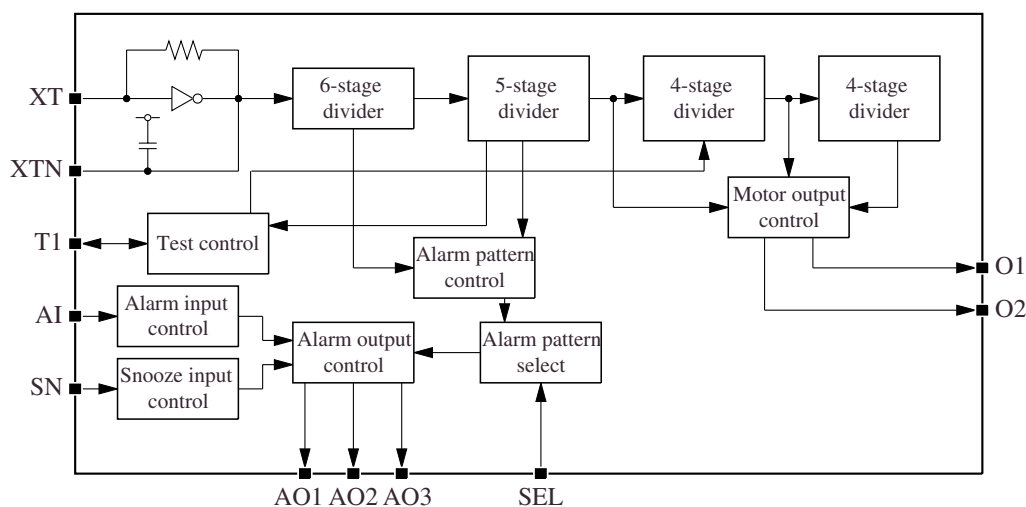 XT
6-stage
divider
5-stage
divider
4-stage
divider
4-stage
divider
XTN
Motor output
control
T1
Test control
Alarm pattern
control
O1
AI
Alarm input
control
O2
Alarm output
control
Alarm pattern
select
SN
Snooze input
control
AO1 AO2 AO3
SEL